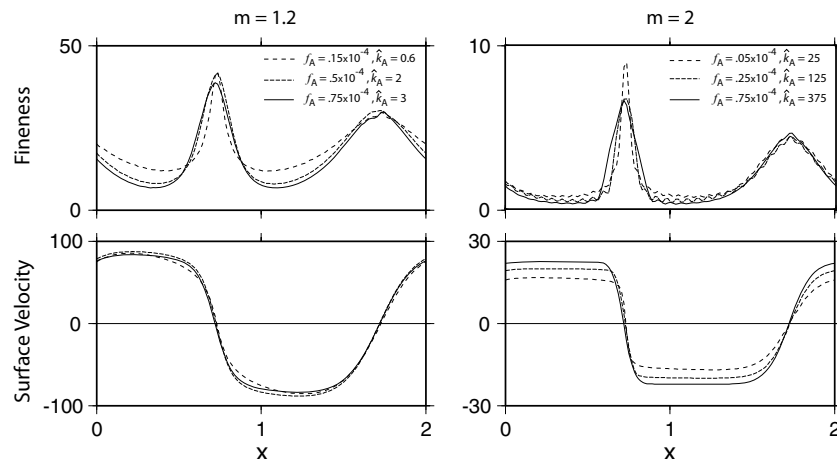 m = 1.2
m = 2
50
0
Fineness
f_A = .15x10^-4 , k̂_A = 0.6
f_A = .5x10^-4 , k̂_A = 2
f_A = .75x10^-4 , k̂_A = 3
10
0
f_A = .05x10^-4 , k̂_A = 25
f_A = .25x10^-4 , k̂_A = 125
f_A = .75x10^-4 , k̂_A = 375
100
0
-100
Surface Velocity
0 1 2
x
30
0
-30
0 1 2
x